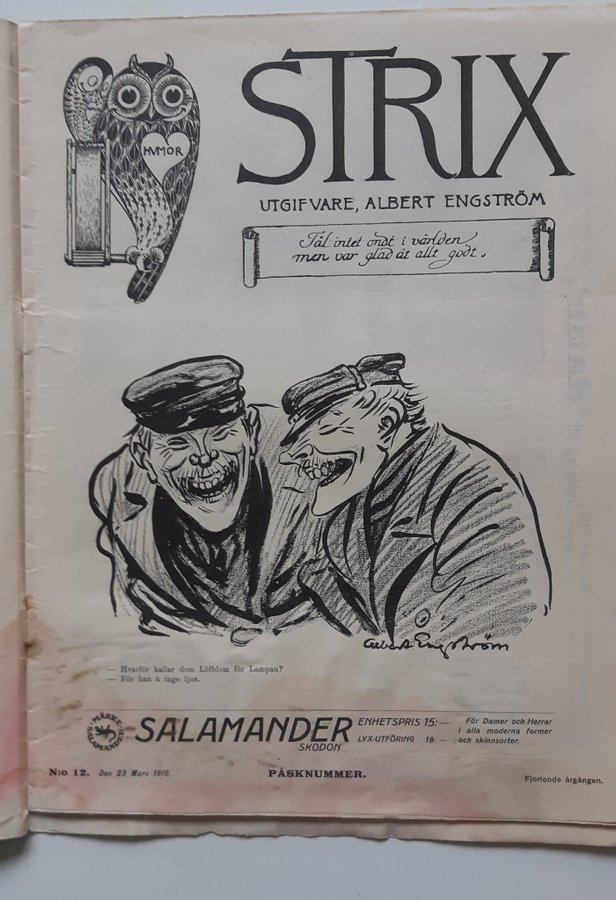 HUMOR
STRIX
UTGIFVARE, ALBERT ENGSTRÖM
Tål intet ondt i världen
men var glad åt allt godt.
Albert Engström
— Hvarför kallar dom Löfblom för Lampan?
— För han ä inge ljus.
MÄRKE
SALAMANDER
SALAMANDER
SKODON
ENHETSPRIS 15:—
LYX-UTFÖRING 18:—
För Damer och Herrar
i alla moderna former
och skinnsorter.
N:o 12. Den 23 Mars 1910.
PÅSKNUMMER.
Fjortonde årgången.